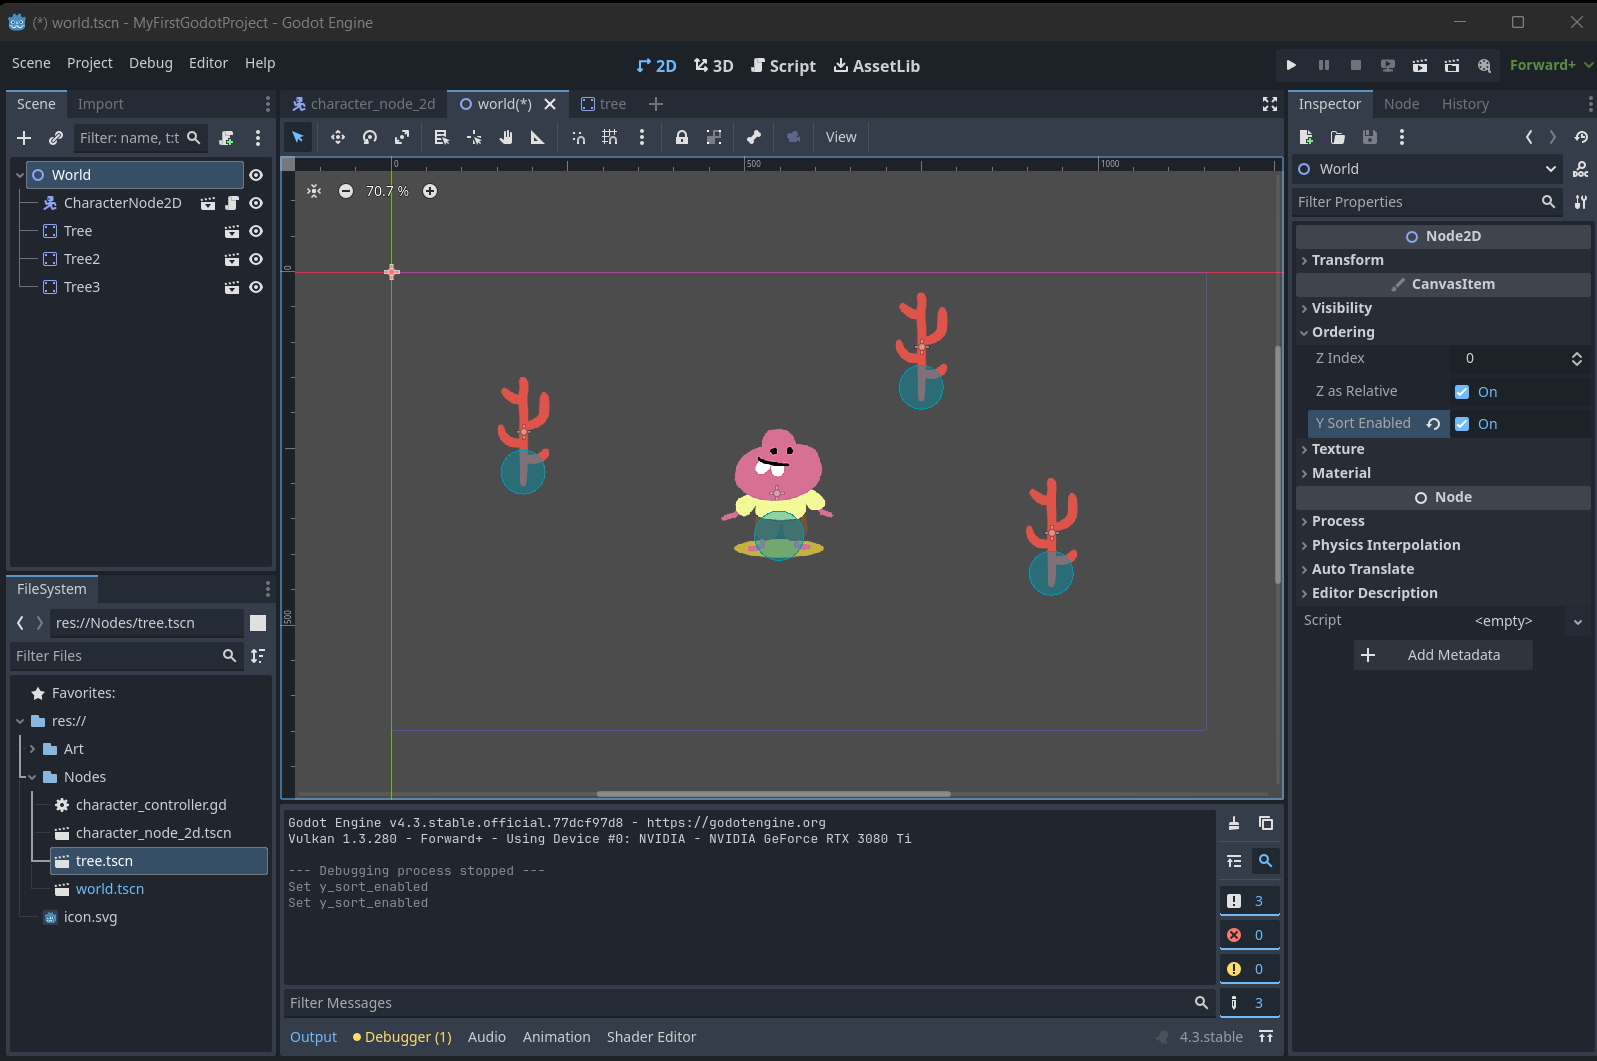 (*) world.tscn - MyFirstGodotProject - Godot Engine
Scene Project Debug Editor Help
2D 3D Script AssetLib
Forward+
Scene Import
Filter: name, t:t
World
CharacterNode2D
Tree
Tree2
Tree3
character_node_2d world(*) tree
View
0 500 1000
70.7 %
0
500
FileSystem
res://Nodes/tree.tscn
Filter Files
Favorites:
res://
Art
Nodes
character_controller.gd
character_node_2d.tscn
tree.tscn
world.tscn
icon.svg
Godot Engine v4.3.stable.official.77dcf97d8 - https://godotengine.org
Vulkan 1.3.280 - Forward+ - Using Device #0: NVIDIA - NVIDIA GeForce RTX 3080 Ti
--- Debugging process stopped ---
Set y_sort_enabled
Set y_sort_enabled
3
0
0
3
Filter Messages
Output Debugger (1) Audio Animation Shader Editor 4.3.stable
Inspector Node History
World
DOC
Filter Properties
Node2D
Transform
CanvasItem
Visibility
Ordering
Z Index 0
Z as Relative On
Y Sort Enabled On
Texture
Material
Node
Process
Physics Interpolation
Auto Translate
Editor Description
Script <empty>
Add Metadata